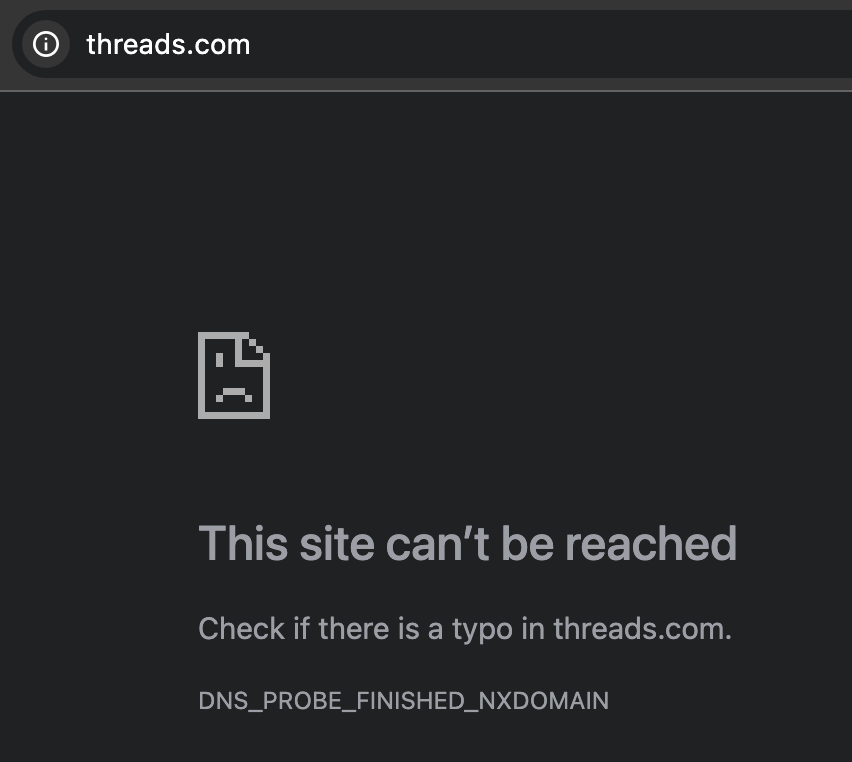 threads.com
This site can’t be reached
Check if there is a typo in threads.com.
DNS_PROBE_FINISHED_NXDOMAIN